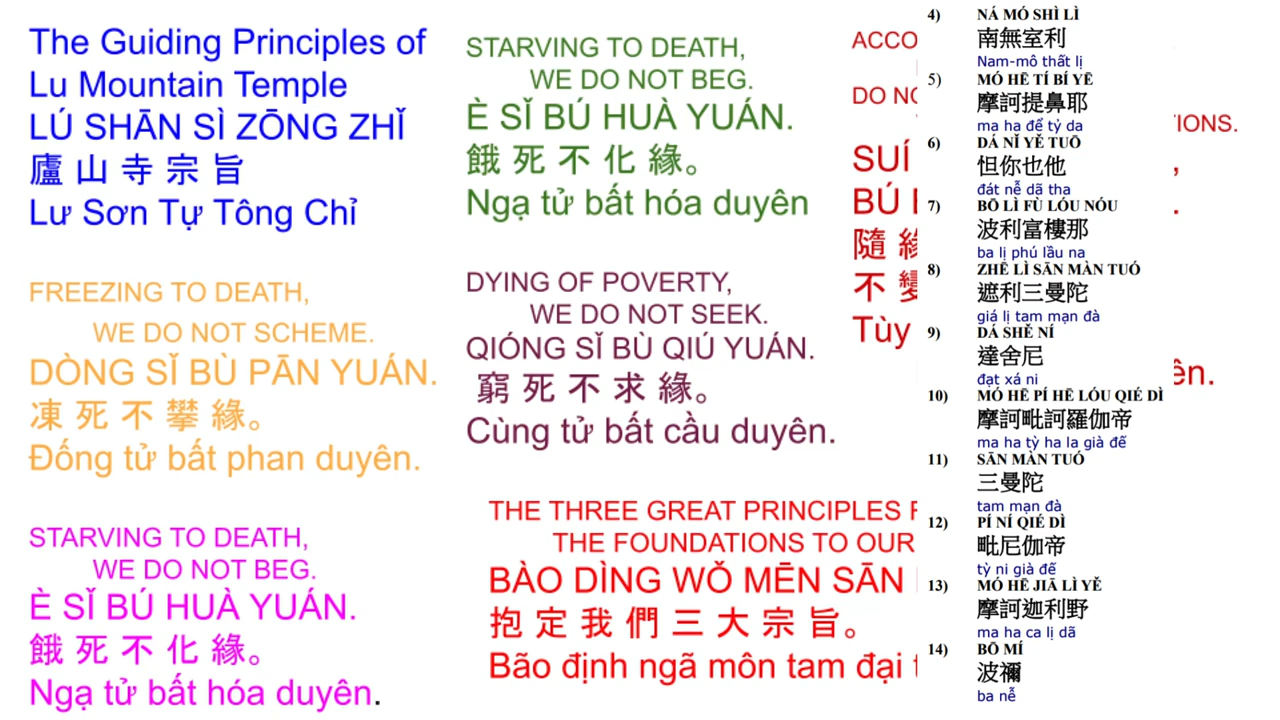 The Guiding Principles of
Lu Mountain Temple
LÚ SHĀN SÌ ZŌNG ZHǏ
廬 山 寺 宗 旨
Lư Sơn Tự Tông Chỉ
FREEZING TO DEATH,
WE DO NOT SCHEME.
DÒNG SǏ BÙ PĀN YUÁN.
凍 死 不 攀 緣。
Đống tử bất phan duyên.
STARVING TO DEATH,
WE DO NOT BEG.
È SǏ BÚ HUÀ YUÁN.
餓 死 不 化 緣。
Ngạ tử bất hóa duyên.
STARVING TO DEATH,
WE DO NOT BEG.
È SǏ BÚ HUÀ YUÁN.
餓 死 不 化 緣。
Ngạ tử bất hóa duyên
DYING OF POVERTY,
WE DO NOT SEEK.
QIÓNG SǏ BÙ QIÚ YUÁN.
窮 死 不 求 緣。
Cùng tử bất cầu duyên.
THE THREE GREAT PRINCIPLES
THE FOUNDATIONS TO OUR
BÀO DÌNG WǑ MĒN SĀN
抱 定 我 們 三 大 宗 旨。
Bão định ngã môn tam đại
ACCO
DO NO
TIONS.
SUÍ
,
BÚ
.
隨 緣
不 變
Tùy
ên.
4) NÁ MÓ SHÌ LÌ
南無室利
Nam-mô thất lị
5) MÓ HĒ TÍ BÍ YĒ
摩訶提鼻耶
ma ha đề tỷ da
6) DÁ NǏ YĚ TUŌ
怛你也他
đát nễ dã tha
7) BŌ LÌ FÙ LÓU NÓU
波利富樓那
ba lị phú lầu na
8) ZHĒ LÌ SĀN MÀN TUÓ
遮利三曼陀
giá lị tam mạn đà
9) DÁ SHĚ NÍ
達舍尼
đạt xá ni
10) MÓ HĒ PÍ HĒ LÓU QIÉ DÌ
摩訶毗訶羅伽帝
ma ha tỳ ha la già đế
11) SĀN MÀN TUÓ
三曼陀
tam mạn đà
12) PÍ NÍ QIÉ DÌ
毗尼伽帝
tỳ ni già đế
13) MÓ HĒ JIĀ LÌ YĚ
摩訶迦利野
ma ha ca lị dã
14) BŌ MÍ
波禰
ba nễ